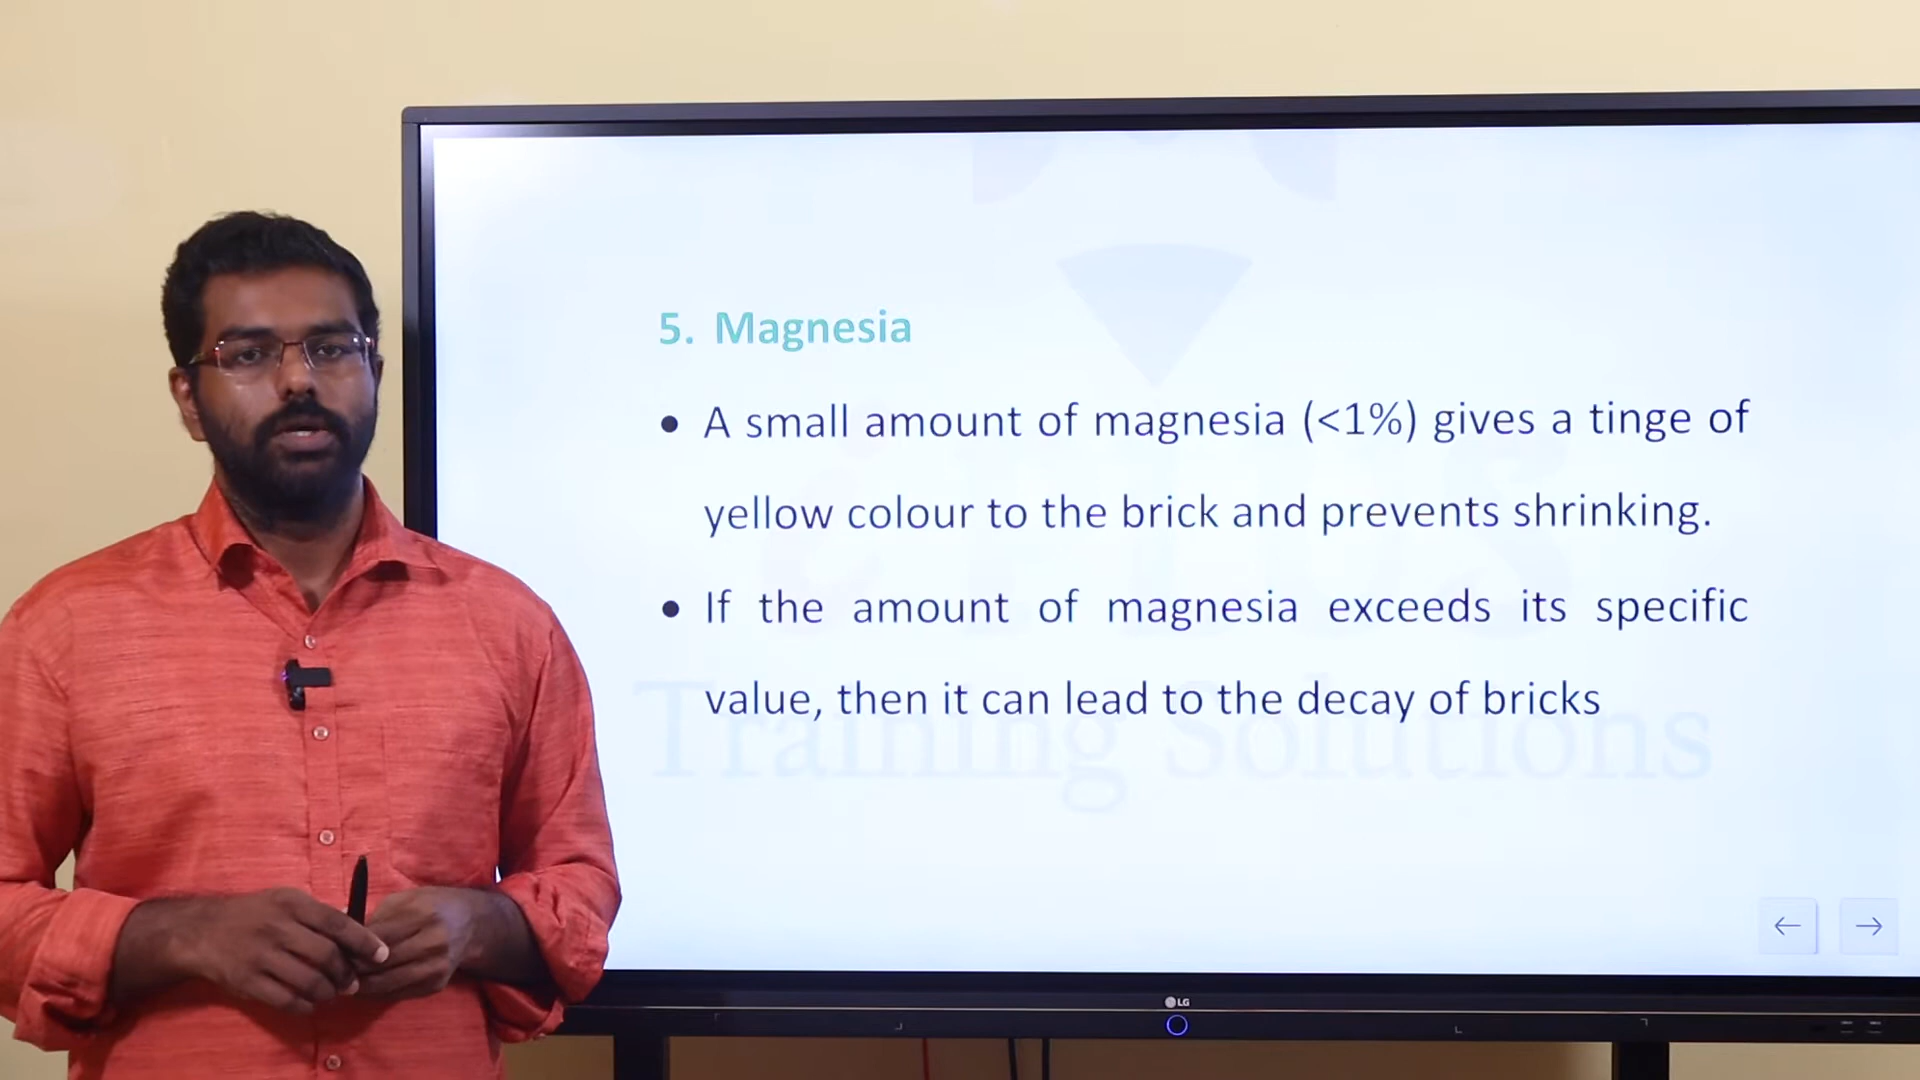 5. Magnesia
• A small amount of magnesia (<1%) gives a tinge of
yellow colour to the brick and prevents shrinking.
• If the amount of magnesia exceeds its specific
value, then it can lead to the decay of bricks
Training Solutions
LG